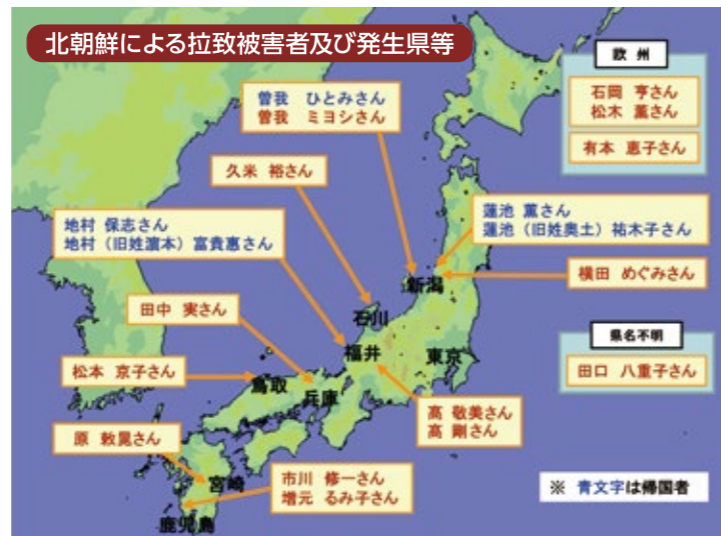 北朝鮮による拉致被害者及び発生県等
欧 州
石岡 亨さん
松木 薫さん
有本 恵子さん
曽我 ひとみさん
曽我 ミヨシさん
久米 裕さん
地村 保志さん
地村(旧姓濵本)富貴惠さん
蓮池 薫さん
蓮池(旧姓奥土)祐木子さん
新潟
横田 めぐみさん
田中 実さん
石川
福井
東京
県名不明
田口 八重子さん
松本 京子さん
鳥取
兵庫
高 敬美さん
高 剛さん
原 敕晁さん
宮崎
市川 修一さん
増元 るみ子さん
鹿児島
※ 青文字は帰国者